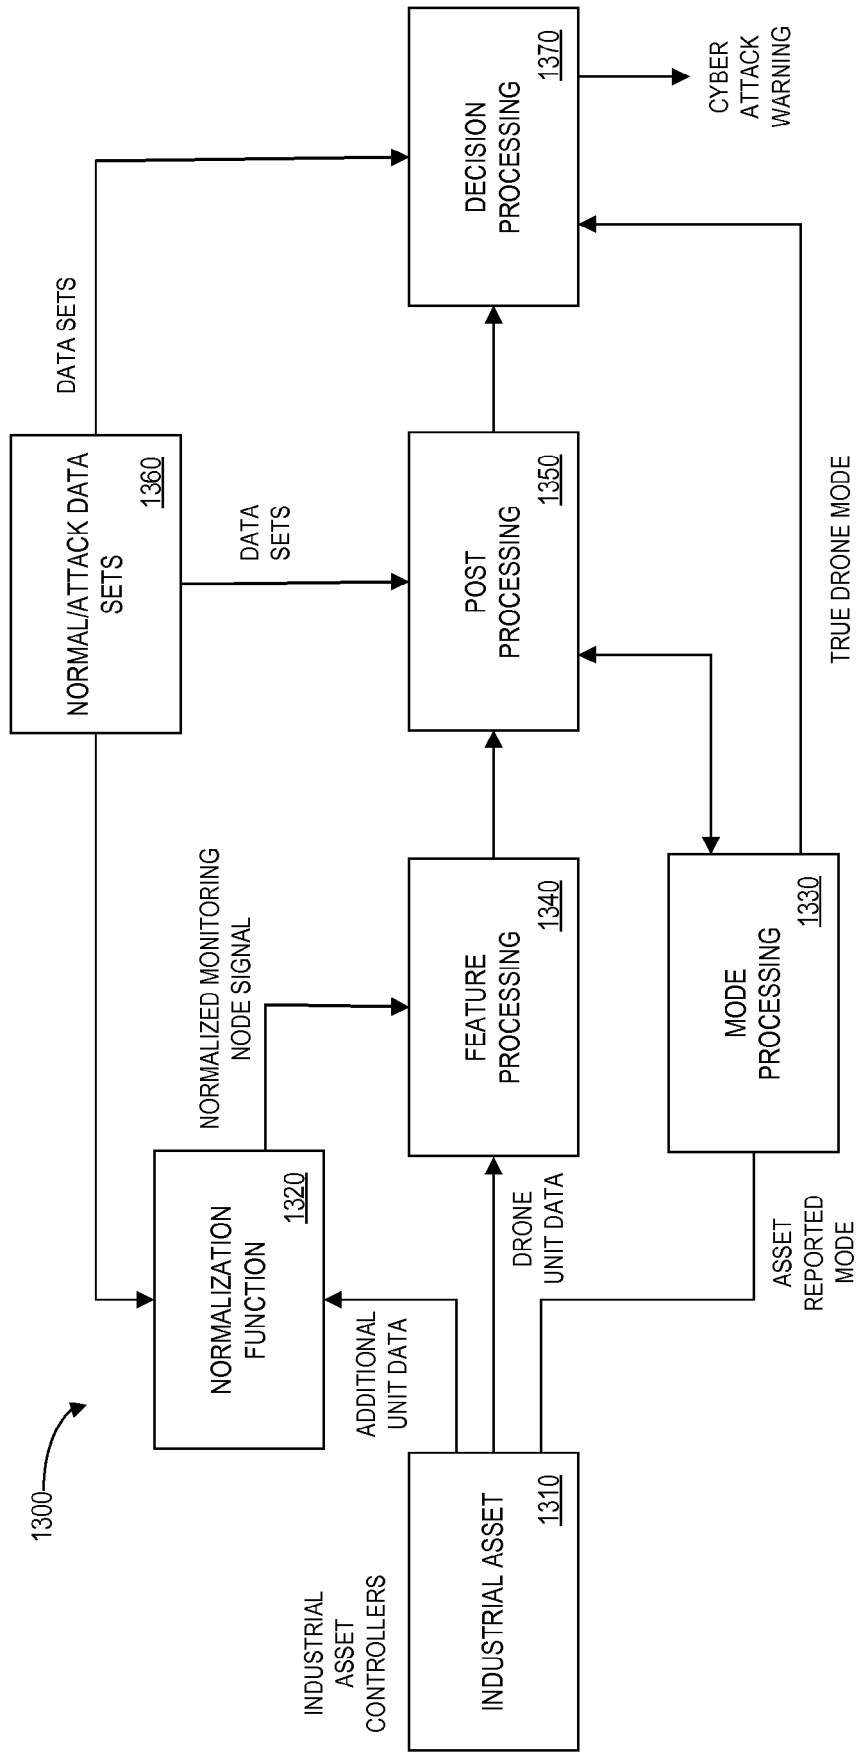 1300
NORMAL/ATTACK DATA
SETS
1360
DATA SETS
DATA
SETS
NORMALIZATION
FUNCTION
1320
NORMALIZED MONITORING
NODE SIGNAL
ADDITIONAL
UNIT DATA
INDUSTRIAL
ASSET
CONTROLLERS
INDUSTRIAL ASSET
1310
DRONE
UNIT DATA
FEATURE
PROCESSING
1340
POST
PROCESSING
1350
DECISION
PROCESSING
1370
CYBER
ATTACK
WARNING
ASSET
REPORTED
MODE
MODE
PROCESSING
1330
TRUE DRONE MODE